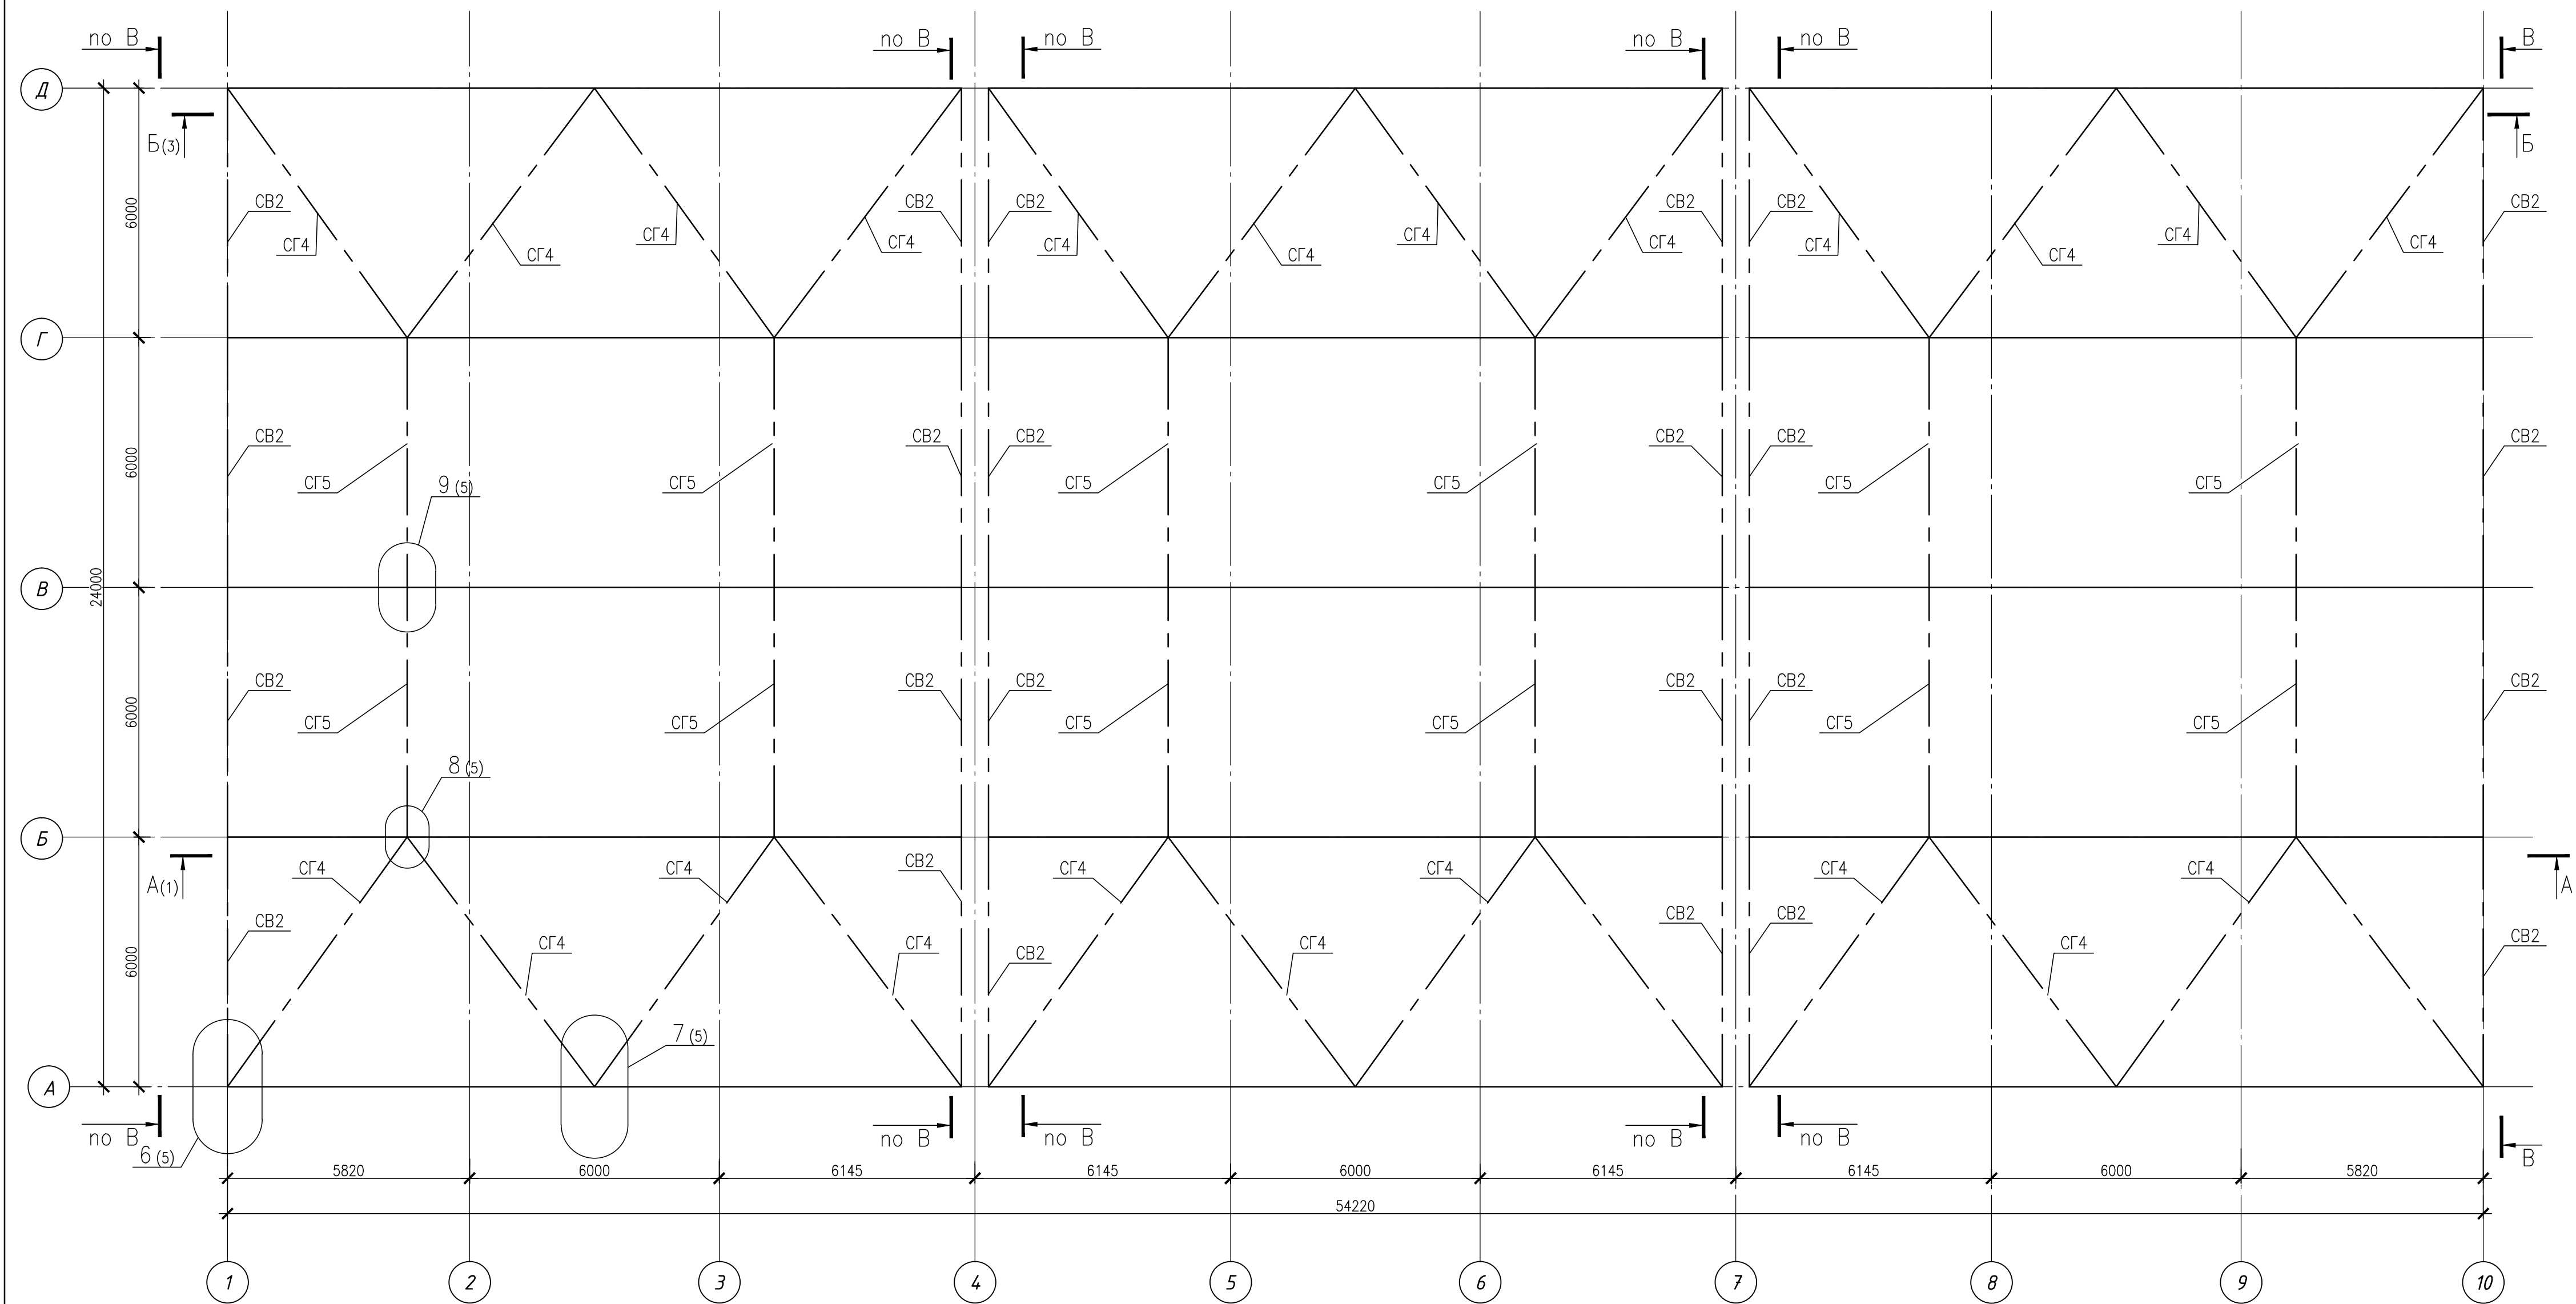 по В по В по В по В по В В
Д
Б(3) Б
6000 СВ2 СВ2 СВ2 СВ2 СВ2 СВ2
СГ4 СГ4 СГ4 СГ4 СГ4 СГ4 СГ4 СГ4 СГ4 СГ4 СГ4 СГ4
Г
СВ2 СВ2 СВ2 СВ2 СВ2 СВ2
6000
СГ5 9 (5) СГ5 СГ5 СГ5 СГ5 СГ5
В
24000
СВ2 СВ2 СВ2 СВ2 СВ2 СВ2
6000
СГ5 СГ5 СГ5 СГ5 СГ5 СГ5
8 (5)
Б
СГ4 СГ4 СВ2 СГ4 СГ4 СГ4 СГ4
А(1) А
СВ2 СВ2 СВ2 СВ2
СГ4 СГ4 СВ2 СГ4 СГ4
6000
7 (5)
А
по В по В по В по В по В В
6 (5)
5820 6000 6145 6145 6000 6145 6145 6000 5820
54220
1 2 3 4 5 6 7 8 9 10